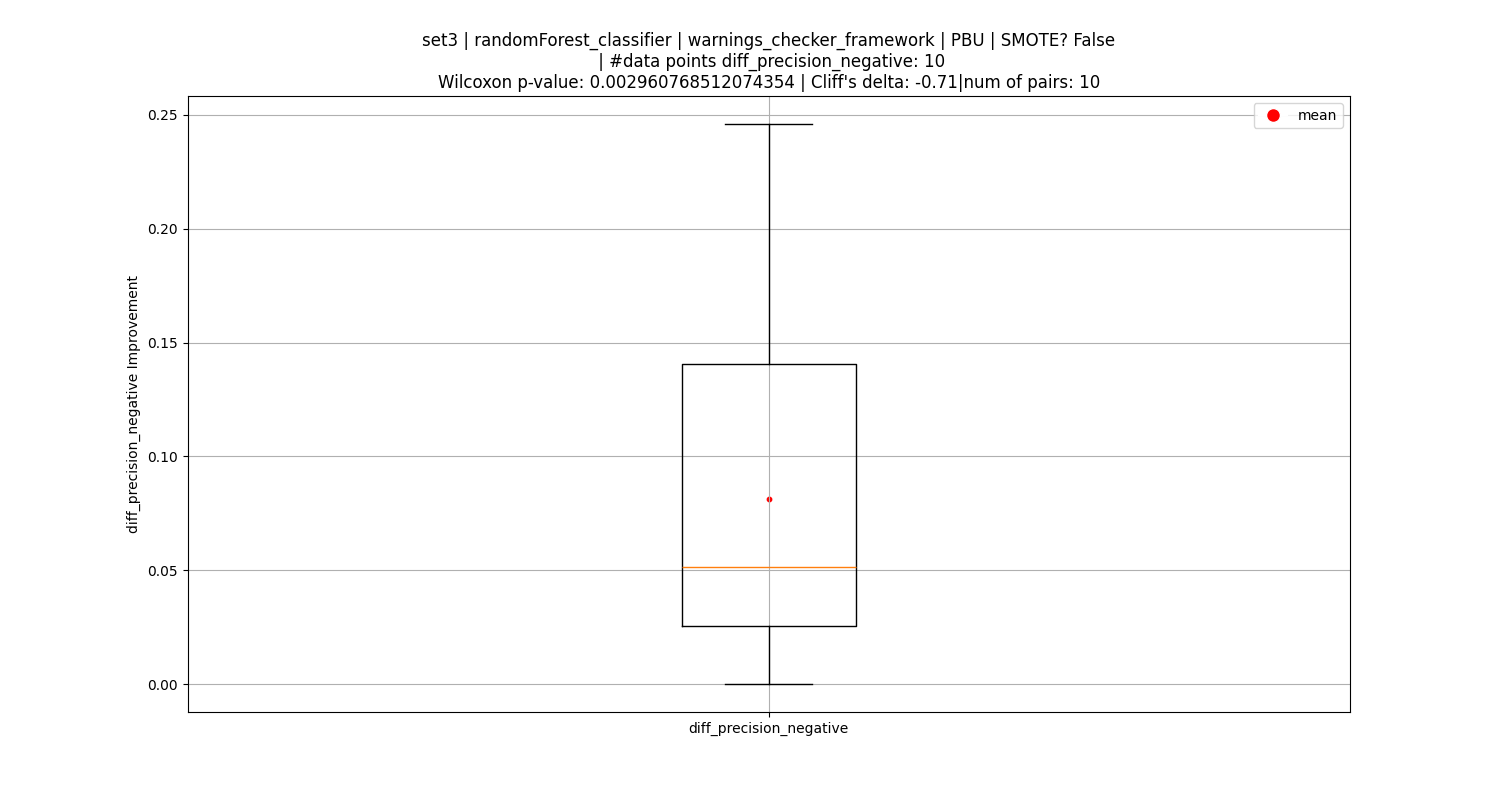 set3 | randomForest_classifier | warnings_checker_framework | PBU | SMOTE? False
| #data points diff_precision_negative: 10
Wilcoxon p-value: 0.002960768512074354 | Cliff's delta: -0.71|num of pairs: 10
mean
0.25
0.20
0.15
0.10
0.05
0.00
diff_precision_negative Improvement
diff_precision_negative